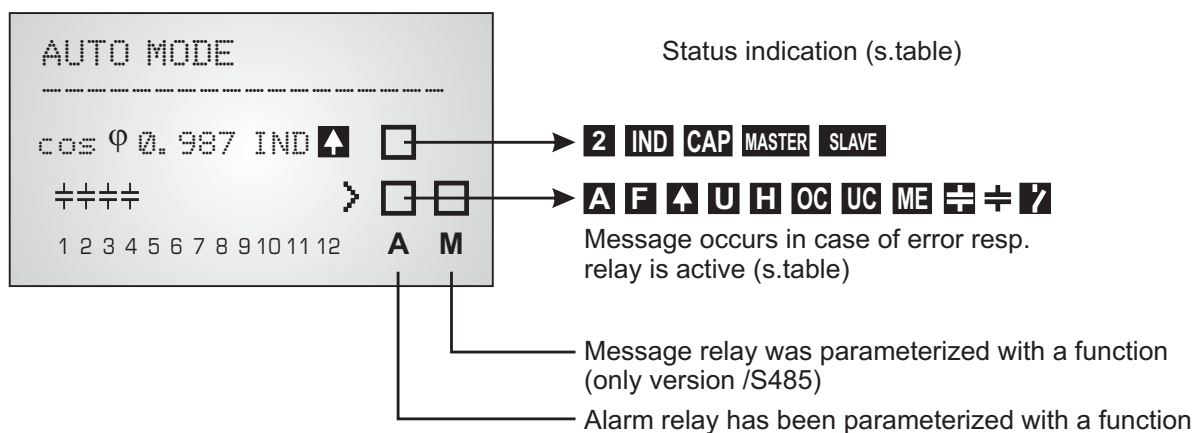 AUTO MODE
Status indication (s.table)
cos φ 0.987 IND
2 IND CAP MASTER SLAVE
A F U H OC UC ME
1 2 3 4 5 6 7 8 9 10 11 12 A M
Message occurs in case of error resp.
relay is active (s.table)
Message relay was parameterized with a function
(only version /S485)
Alarm relay has been parameterized with a function